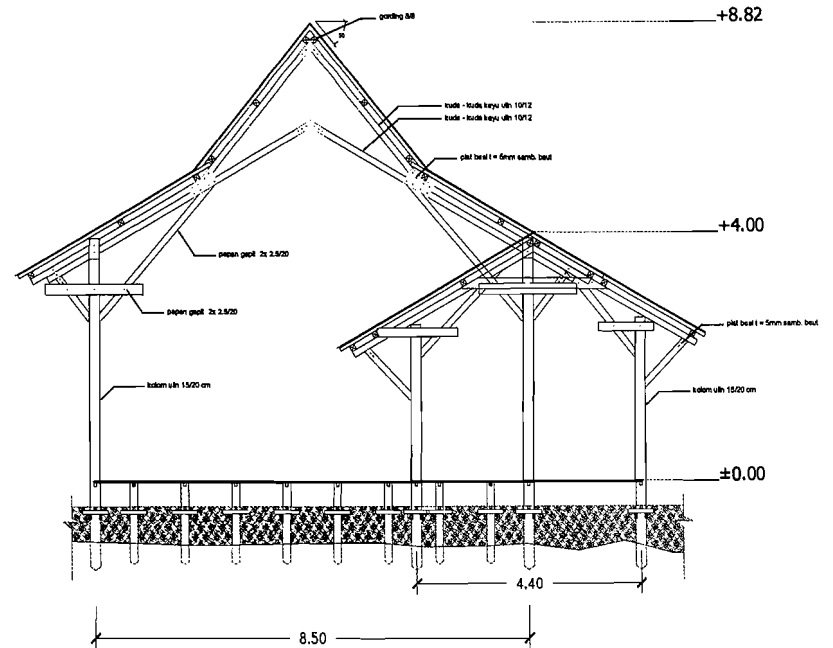 gording 8/8
+8.82
kuda - kuda kayu ulin 10/12
kuda - kuda kayu ulin 10/12
plat besi t = 5mm samb. baut
+4.00
papan gapit 2x 2.5/20
papan gapit 2x 2.5/20
plat besi t = 5mm samb. baut
kolom ulin 15/20 cm
kolom ulin 15/20 cm
±0.00
4.40
8.50